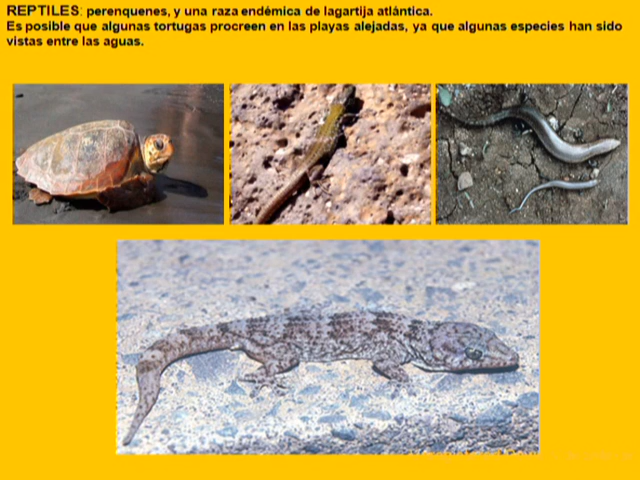 REPTILES: perenquenes, y una raza endémica de lagartija atlántica.
Es posible que algunas tortugas procreen en las playas alejadas, ya que algunas especies han sido
vistas entre las aguas.